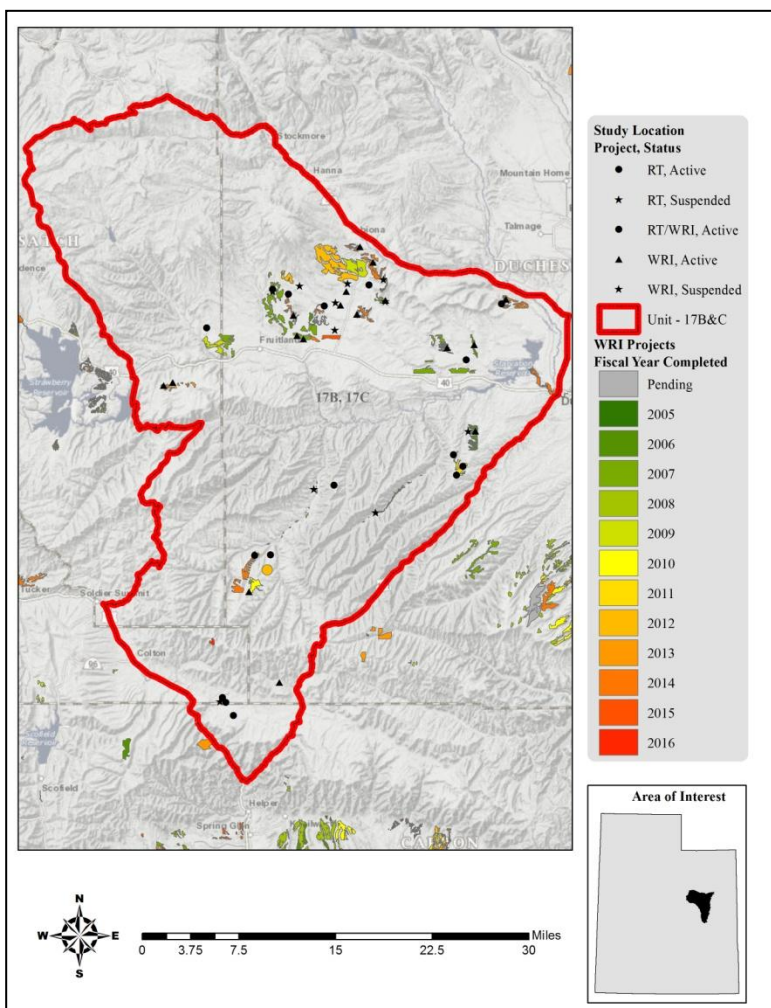 Stockmore
Hanna
Mountain Home
Talmage
DUCHES
SATCH
Fruitland
40
Strawberry
Reservoir
40
17B, 17C
Tucker
Soldier Summit
Colton
96
Scofield
Helper
Spring Glen
Study Location
Project, Status
RT, Active
RT, Suspended
RT/WRI, Active
WRI, Active
WRI, Suspended
Unit - 17B&C
WRI Projects
Fiscal Year Completed
Pending
2005
2006
2007
2008
2009
2010
2011
2012
2013
2014
2015
2016
Area of Interest
N
W E
S
0 3.75 7.5 15 22.5 30
Miles